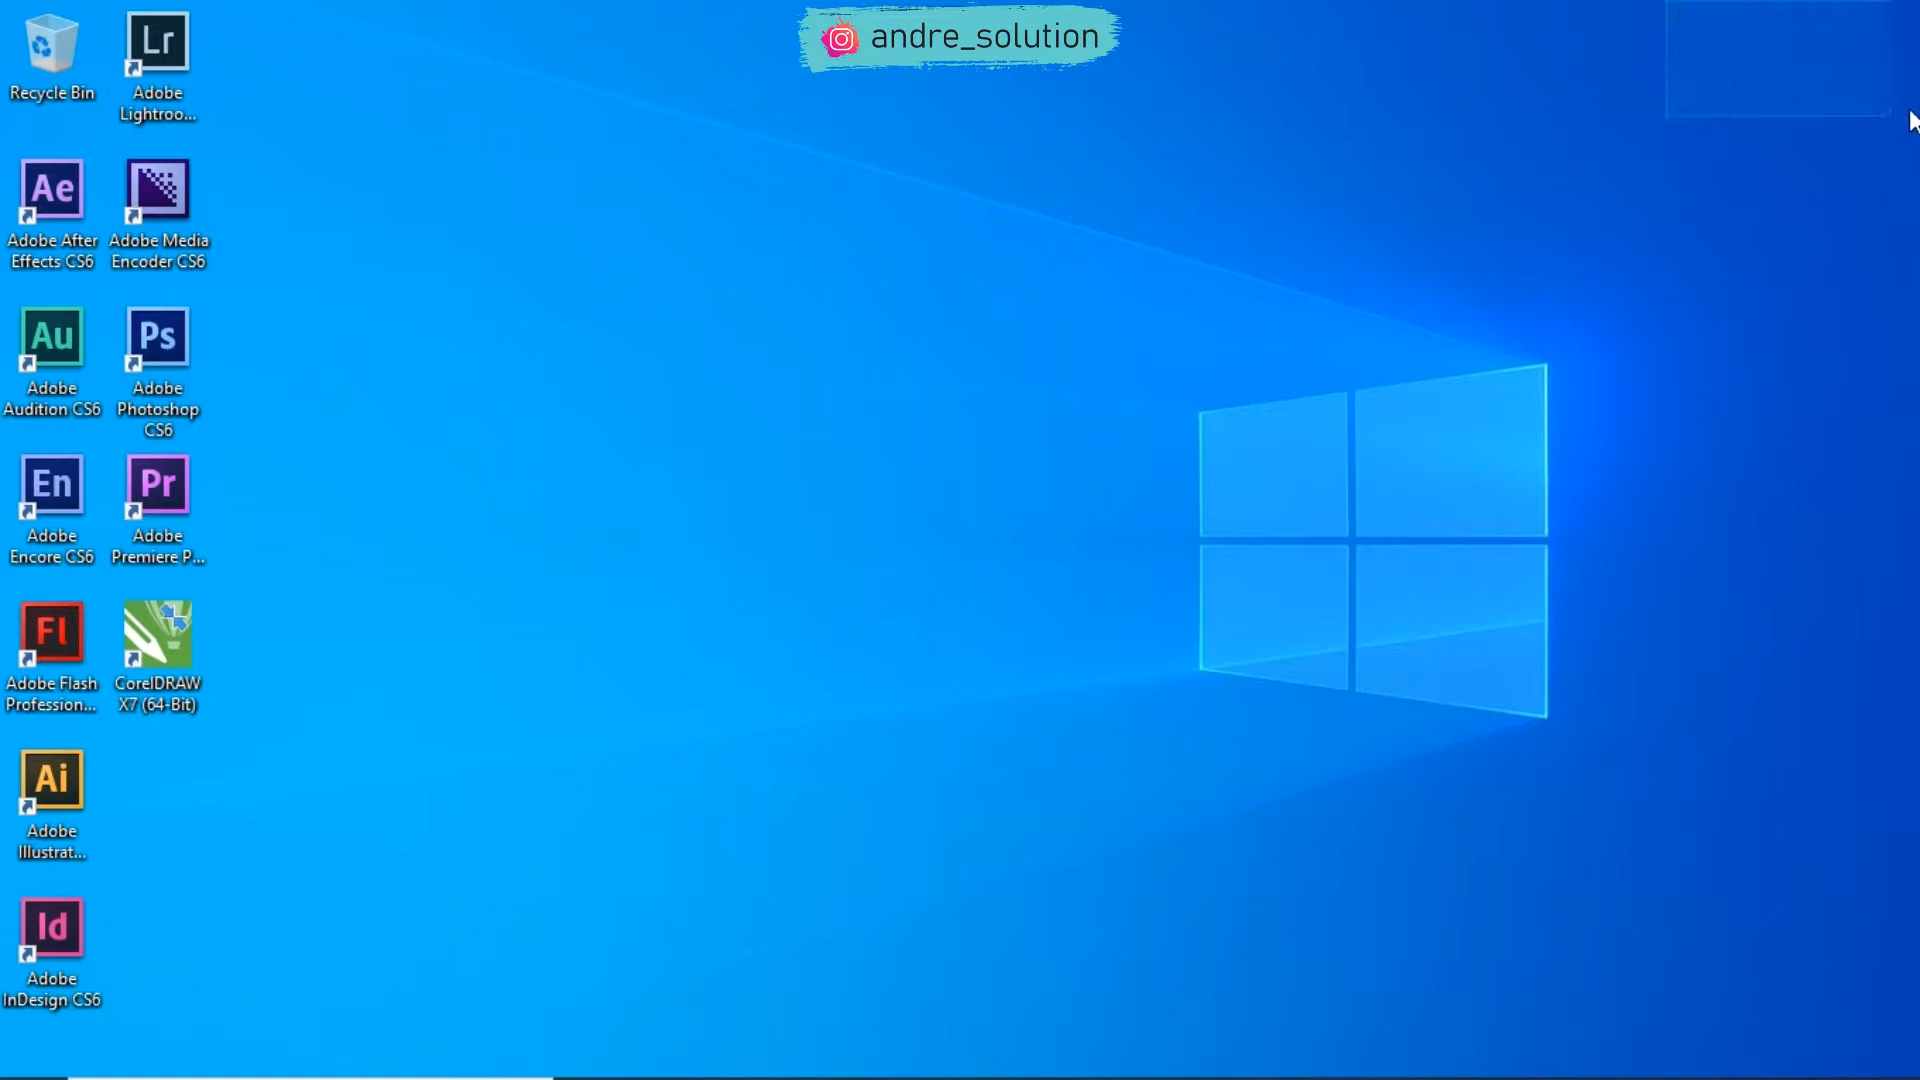 andre_solution
Recycle Bin
Lr
Adobe
Lightroo...
Ae
Adobe After
Effects CS6
Adobe Media
Encoder CS6
Au
Adobe
Audition CS6
Ps
Adobe
Photoshop
CS6
En
Adobe
Encore CS6
Pr
Adobe
Premiere P...
Fl
Adobe Flash
Profession...
CorelDRAW
X7 (64-Bit)
Ai
Adobe
Illustrat...
Id
Adobe
InDesign CS6